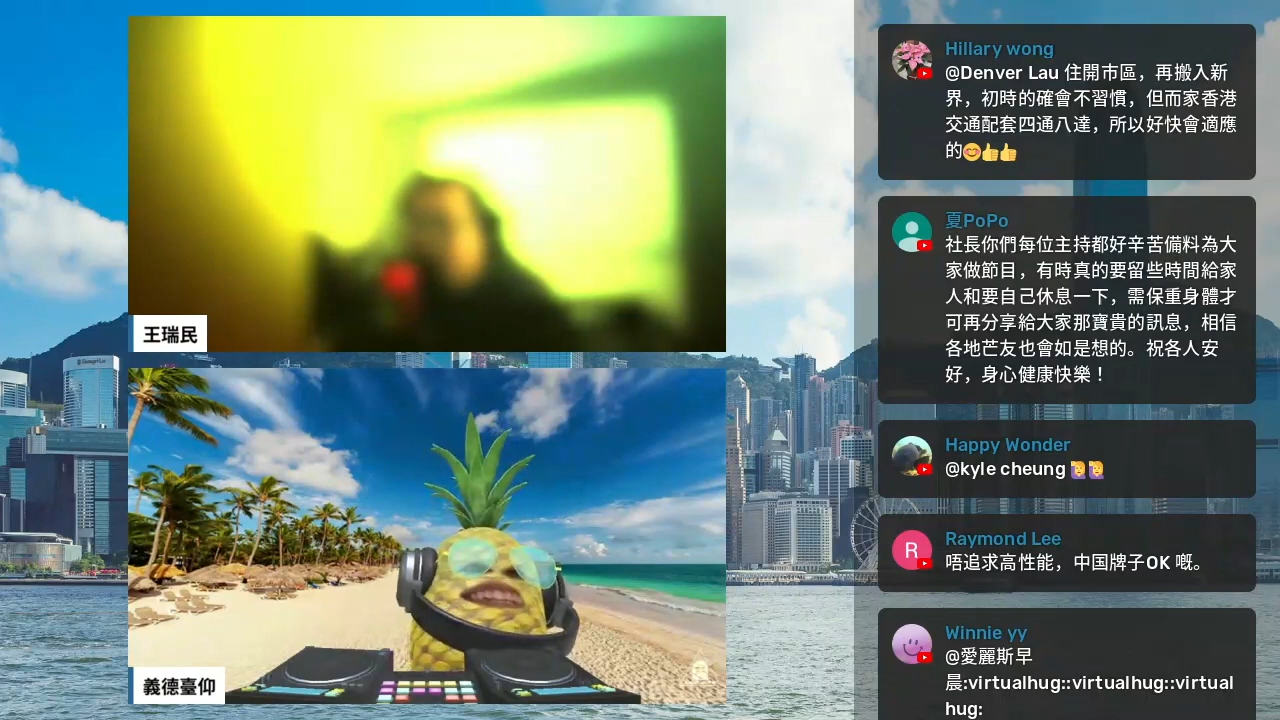 王瑞民
義德臺仰
Hillary wong
@Denver Lau 住開市區，再搬入新
界，初時的確會不習慣，但而家香港
交通配套四通八達，所以好快會適應
的😊👍👍
夏PoPo
社長你們每位主持都好辛苦備料為大
家做節目，有時真的要留些時間給家
人和要自己休息一下，需保重身體才
可再分享給大家那寶貴的訊息，相信
各地芒友也會如是想的。祝各人安
好，身心健康快樂！
Happy Wonder
@kyle cheung 🙋🙋
R
Raymond Lee
唔追求高性能，中国牌子OK 嘅。
Winnie yy
@愛麗斯早
晨:virtualhug::virtualhug::virtual
hug: